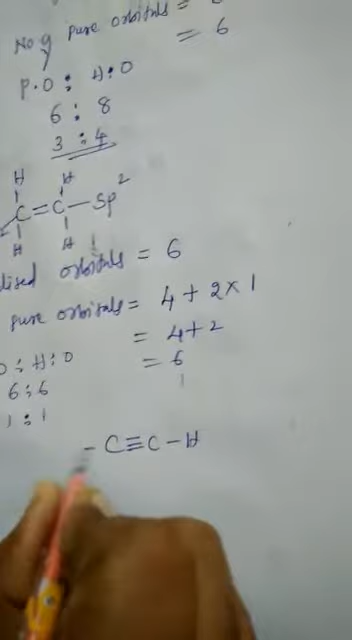 No of pure orbitals =
= 6
P.O : H.O
6 : 8
3 : 4
H H
C=C-Sp²
H H
orbitals = 6
pure orbitals = 4 + 2×1
= 4+2
= 6
: H:O
6:6
1:1
- C≡C-H